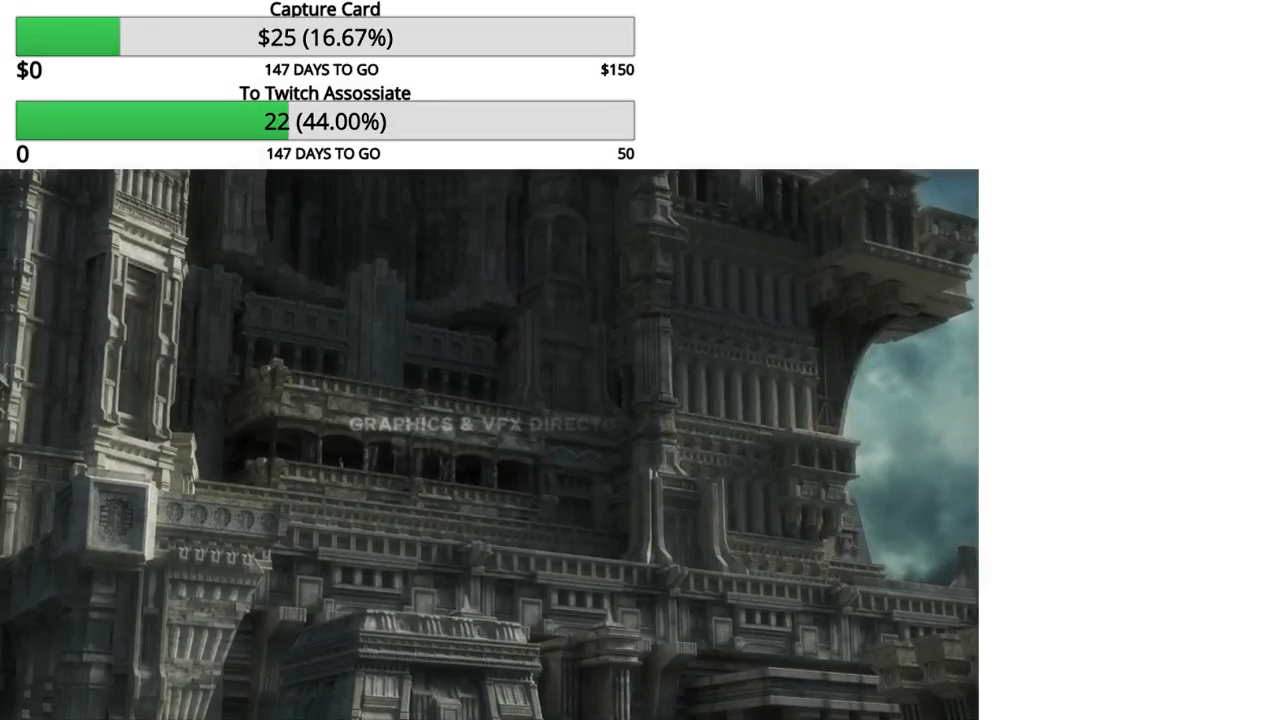 Capture Card
$25 (16.67%)
$0 147 DAYS TO GO $150
To Twitch Assossiate
22 (44.00%)
0 147 DAYS TO GO 50
GRAPHICS & VFX